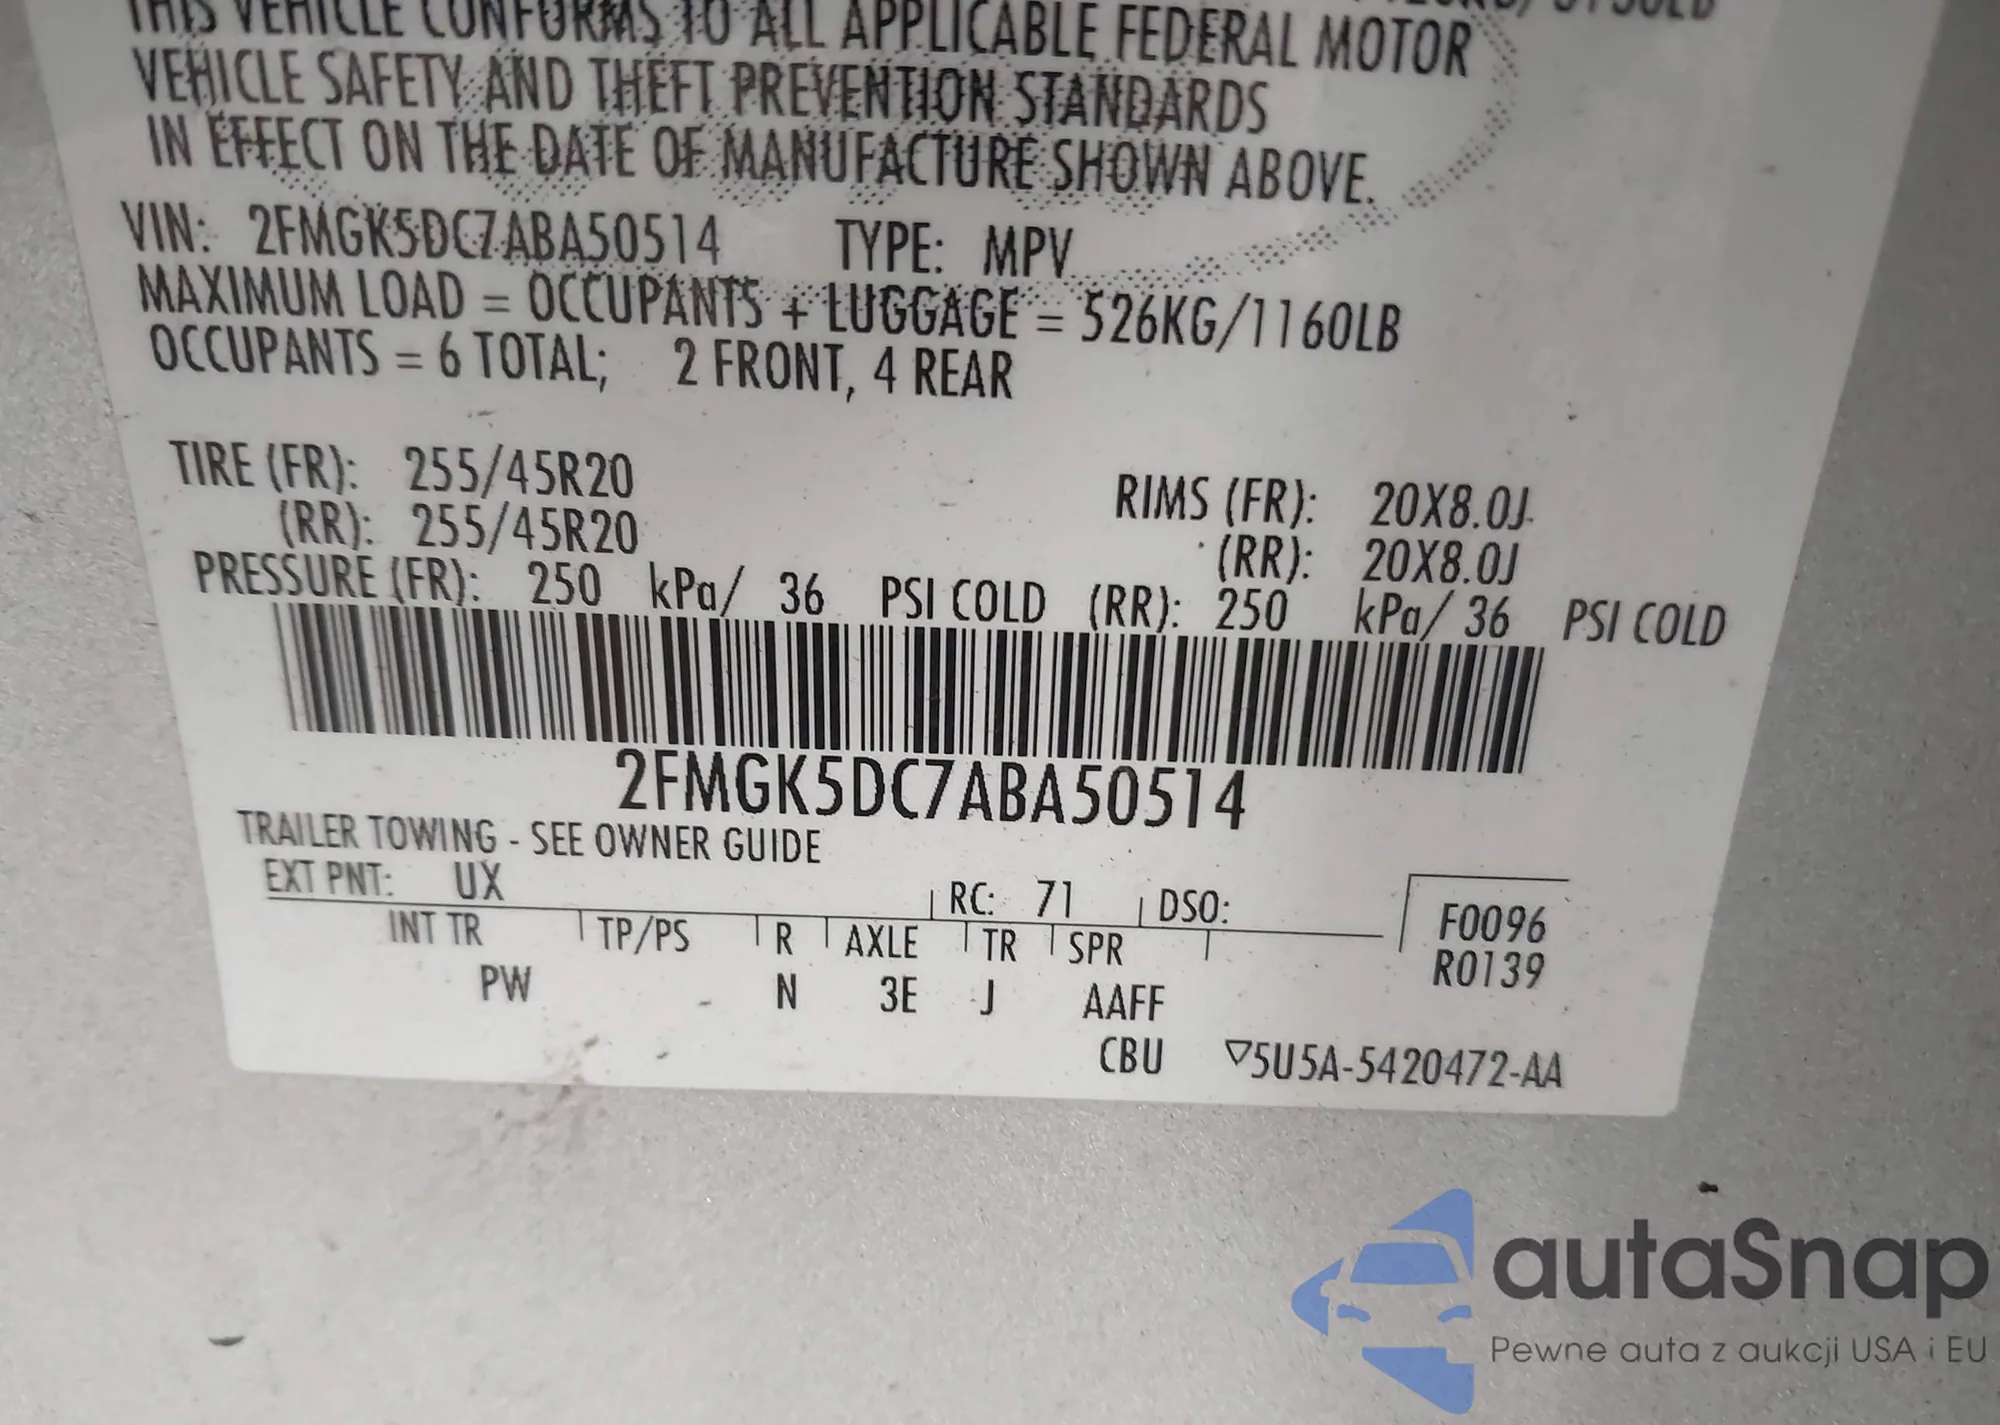 THIS VEHICLE CONFORMS TO ALL APPLICABLE FEDERAL MOTOR
VEHICLE SAFETY AND THEFT PREVENTION STANDARDS
IN EFFECT ON THE DATE OF MANUFACTURE SHOWN ABOVE.
VIN: 2FMGK5DC7ABA50514 TYPE: MPV
MAXIMUM LOAD = OCCUPANTS + LUGGAGE = 526KG/1160LB
OCCUPANTS = 6 TOTAL; 2 FRONT, 4 REAR
TIRE (FR): 255/45R20 RIMS (FR): 20X8.0J
(RR): 255/45R20 (RR): 20X8.0J
PRESSURE (FR): 250 kPa/ 36 PSI COLD (RR): 250 kPa/ 36 PSI COLD
2FMGK5DC7ABA50514
TRAILER TOWING - SEE OWNER GUIDE
EXT PNT: UX RC: 71 DSO: F0096
INT TR TP/PS R AXLE TR SPR R0139
PW - N 3E J AAFF
CBU ▽5U5A-5420472-AA
autaSnap
Pewne auta z aukcji USA i EU